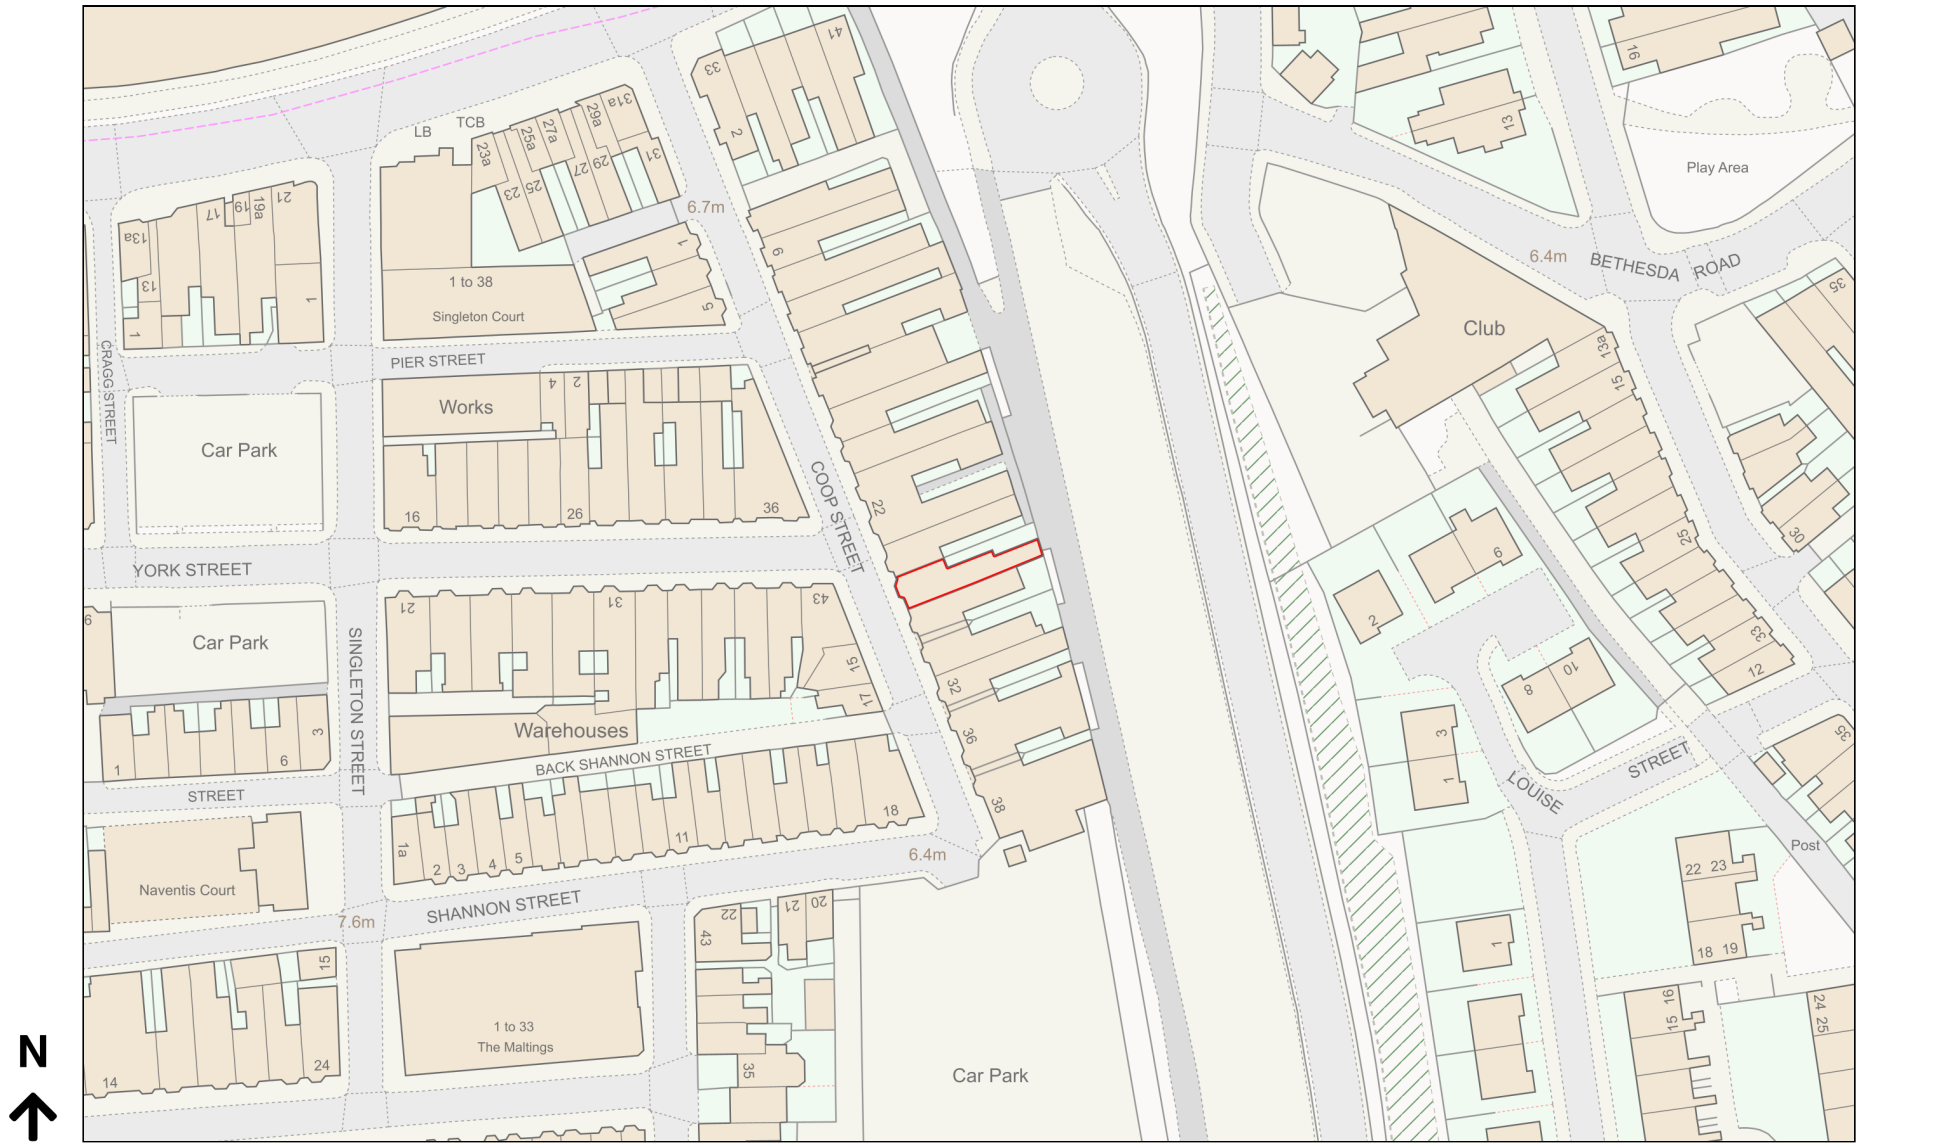 41
33
2
16
13
Play Area
LB
TCB
31a
29a
27a
25a
23a
31
29
27
25
23
21
19a
19
17
13a
13
1
1
6.7m
1
5
9
1 to 38
Singleton Court
6.4m
BETHESDA ROAD
35
Club
13a
15
PIER STREET
CRAGG STREET
4
2
Works
Car Park
16
26
36
COOP STREET
22
25
30
6
2
YORK STREET
21
31
43
6
Car Park
SINGLETON STREET
15
17
32
33
12
10
8
Warehouses
36
3
1
BACK SHANNON STREET
1
6
3
STREET
LOUISE STREET
35
38
18
11
1a
2
3
4
5
6.4m
Post
22 23
18 19
Naventis Court
SHANNON STREET
7.6m
22
21
20
43
1
15
16
15
24
25
14
24
1 to 33
The Maltings
35
Car Park
N